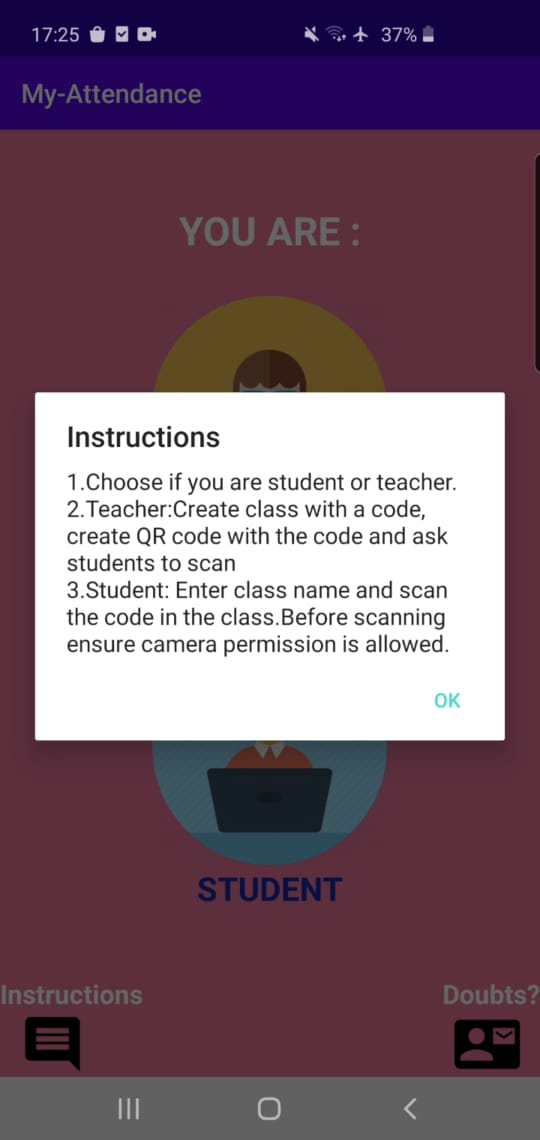 17:25 37%
My-Attendance
YOU ARE :
Instructions
1.Choose if you are student or teacher.
2.Teacher:Create class with a code,
create QR code with the code and ask
students to scan
3.Student: Enter class name and scan
the code in the class.Before scanning
ensure camera permission is allowed.
OK
STUDENT
Instructions Doubts?